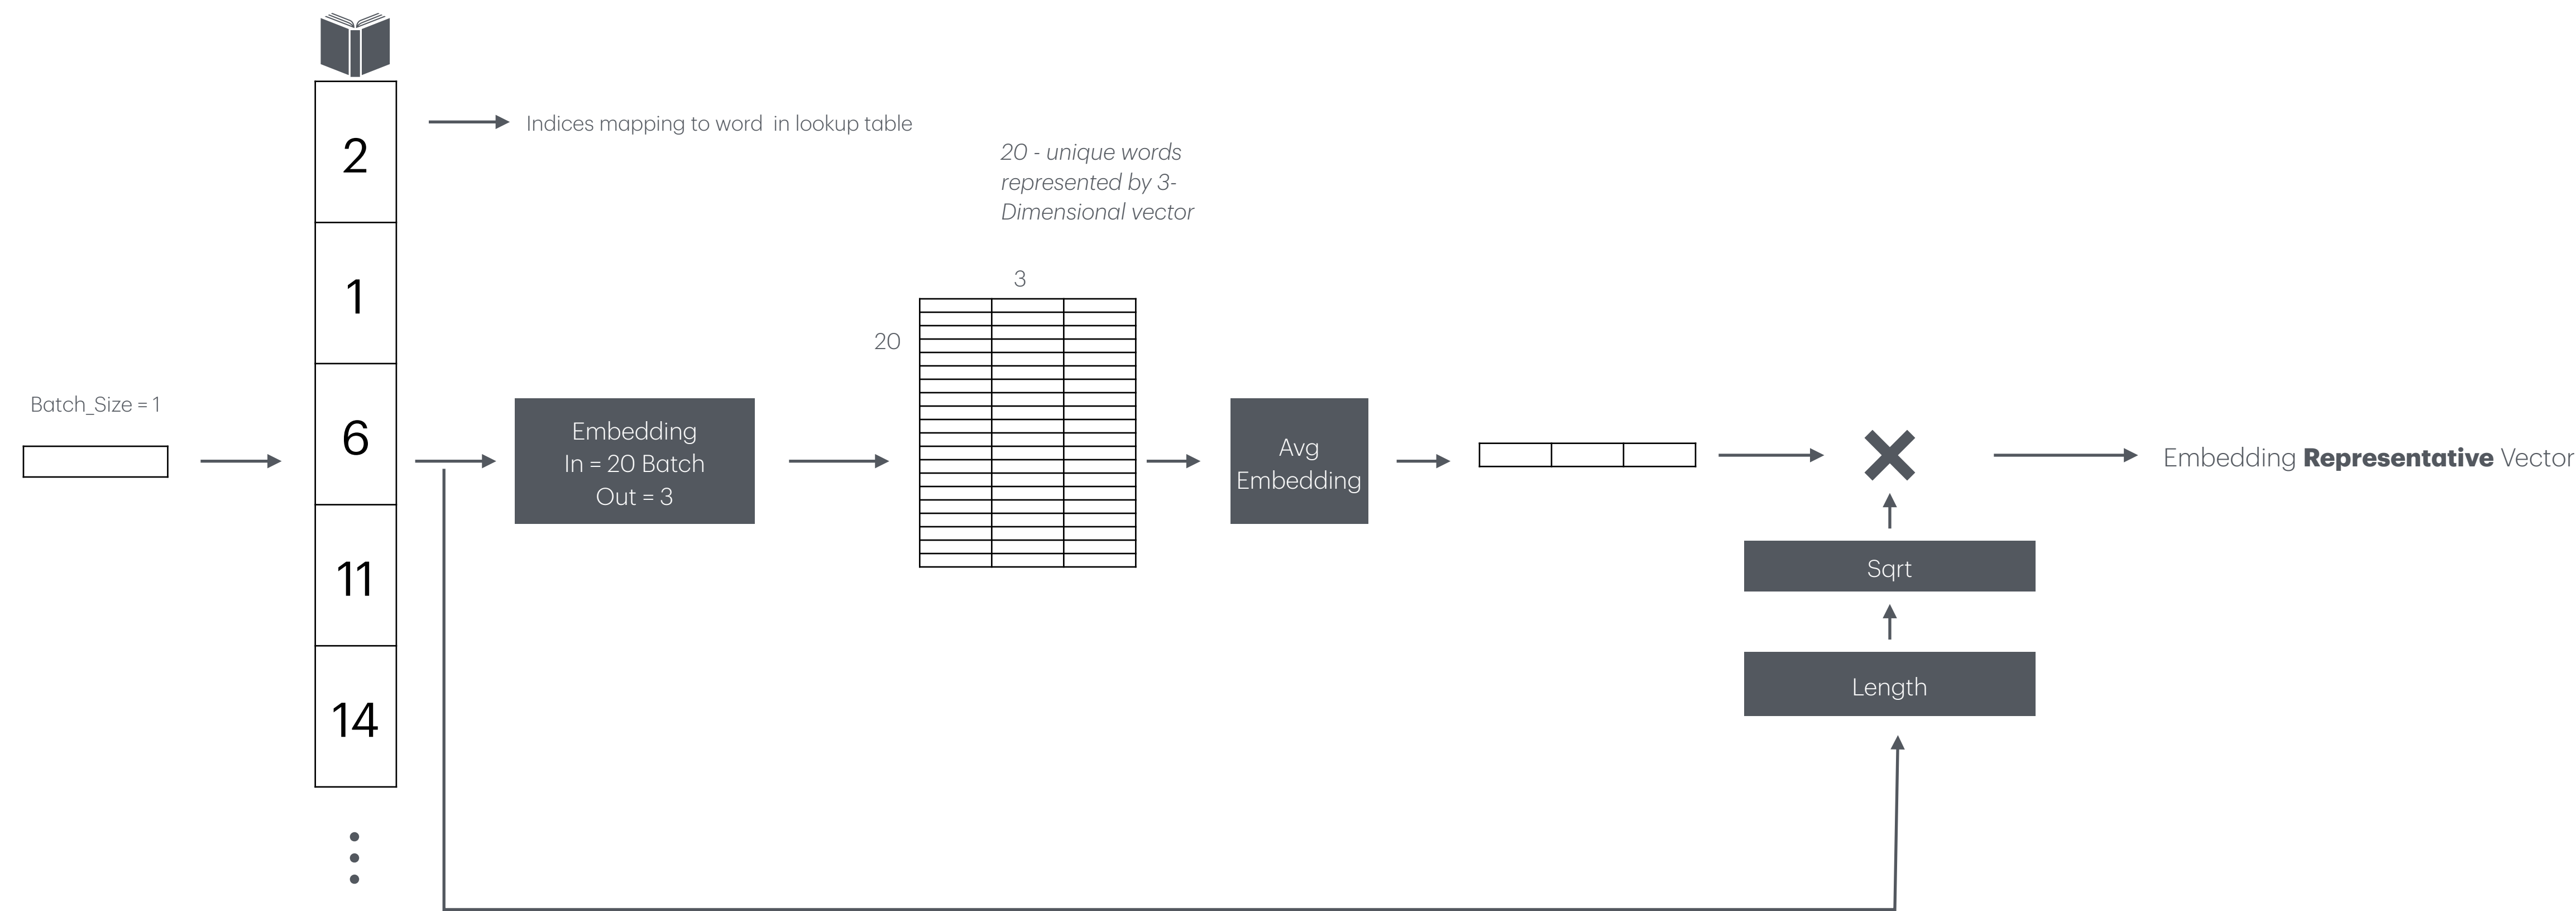 Indices mapping to word in lookup table
20 - unique words
represented by 3-
Dimensional vector
2
1
6
11
14
Batch_Size = 1
Embedding
In = 20 Batch
Out = 3
3
20
Avg
Embedding
Embedding Representative Vector
Sqrt
Length